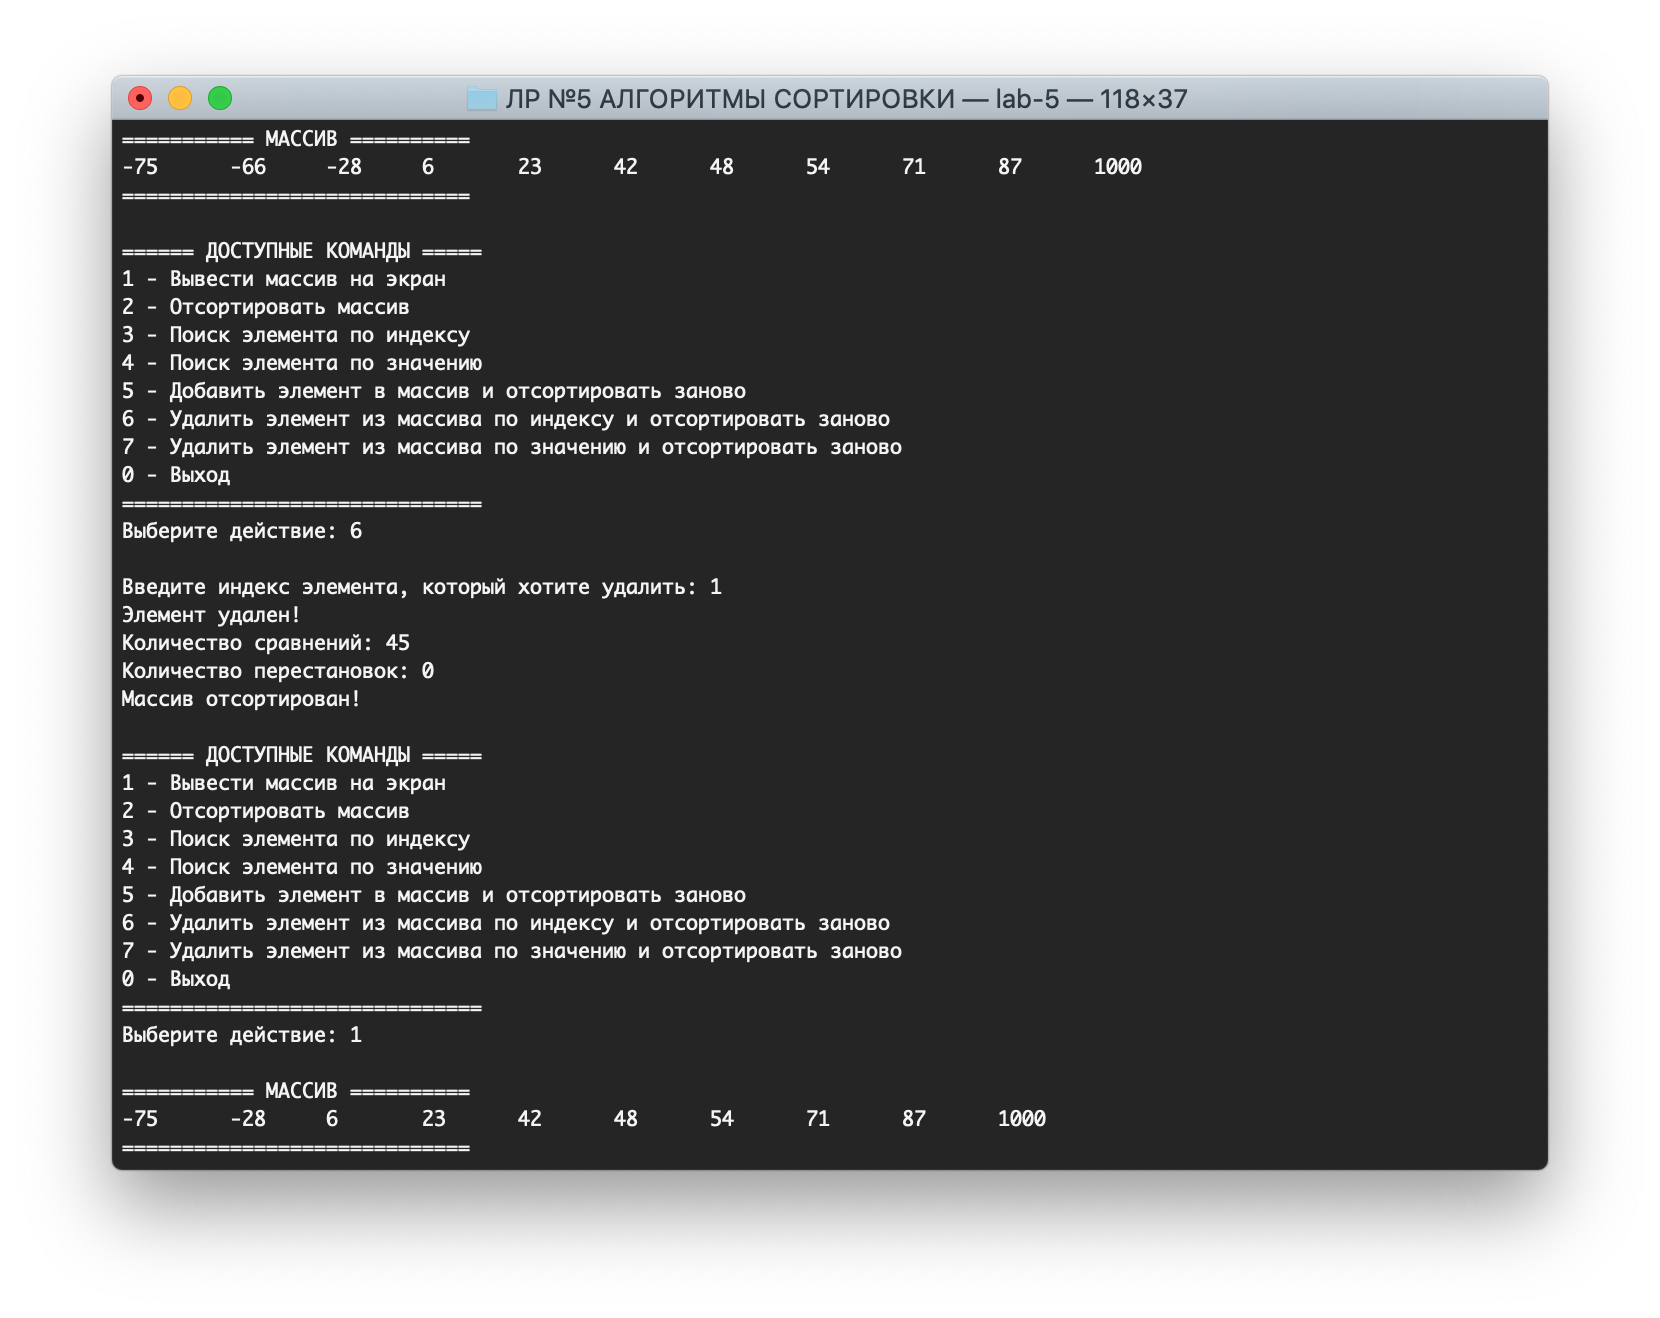 ЛР №5 АЛГОРИТМЫ СОРТИРОВКИ — lab-5 — 118×37
=========== МАССИВ ==========
-75 -66 -28 6 23 42 48 54 71 87 1000
=============================
====== ДОСТУПНЫЕ КОМАНДЫ =====
1 - Вывести массив на экран
2 - Отсортировать массив
3 - Поиск элемента по индексу
4 - Поиск элемента по значению
5 - Добавить элемент в массив и отсортировать заново
6 - Удалить элемент из массива по индексу и отсортировать заново
7 - Удалить элемент из массива по значению и отсортировать заново
0 - Выход
==============================
Выберите действие: 6
Введите индекс элемента, который хотите удалить: 1
Элемент удален!
Количество сравнений: 45
Количество перестановок: 0
Массив отсортирован!
====== ДОСТУПНЫЕ КОМАНДЫ =====
1 - Вывести массив на экран
2 - Отсортировать массив
3 - Поиск элемента по индексу
4 - Поиск элемента по значению
5 - Добавить элемент в массив и отсортировать заново
6 - Удалить элемент из массива по индексу и отсортировать заново
7 - Удалить элемент из массива по значению и отсортировать заново
0 - Выход
==============================
Выберите действие: 1
=========== МАССИВ ==========
-75 -28 6 23 42 48 54 71 87 1000
=============================